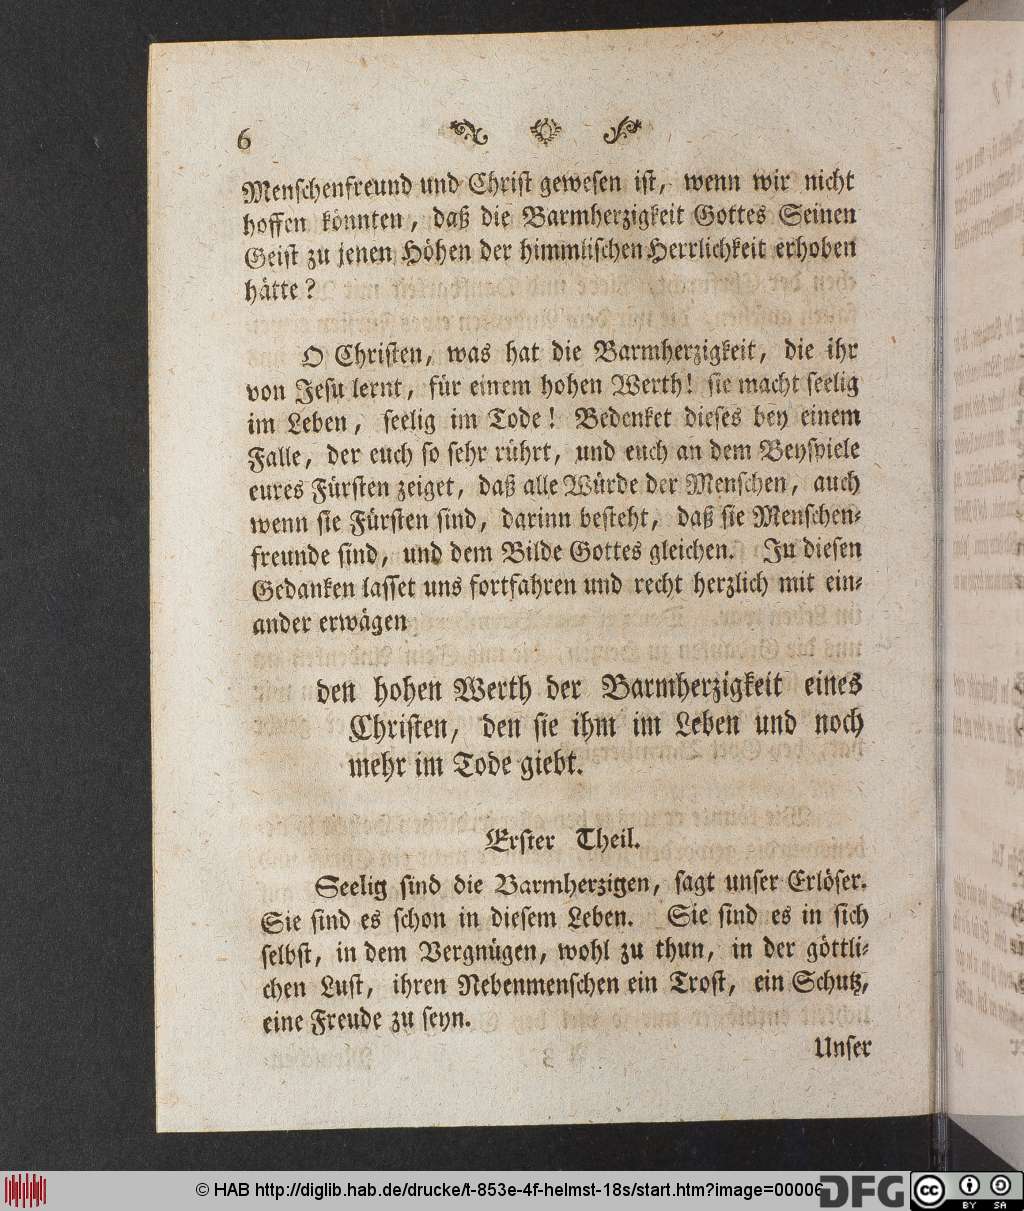 6
Menschenfreund und Christ gewesen ist, wenn wir nicht
hoffen könnten, daß die Barmherzigkeit Gottes Seinen
Geist zu jenen Höhen der himmlischen Herrlichkeit erhoben
hätte?
O Christen, was hat die Barmherzigkeit, die ihr
von Jesu lernt, für einem hohen Werth! sie macht seelig
im Leben, seelig im Tode! Bedenket dieses bey einem
Falle, der euch so sehr rührt, und euch an dem Beyspiele
eures Fürsten zeiget, daß alle Würde der Menschen, auch
wenn sie Fürsten sind, darinn besteht, daß sie Menschen-
freunde sind, und dem Bilde Gottes gleichen. In diesen
Gedanken lasset uns fortfahren und recht herzlich mit ein-
ander erwägen
den hohen Werth der Barmherzigkeit eines
Christen, den sie ihm im Leben und noch
mehr im Tode giebt.
Erster Theil.
Seelig sind die Barmherzigen, sagt unser Erlöser.
Sie sind es schon in diesem Leben. Sie sind es in sich
selbst, in dem Vergnügen, wohl zu thun, in der göttli-
chen Lust, ihren Nebenmenschen ein Trost, ein Schutz,
eine Freude zu seyn.
Unser
© HAB http://diglib.hab.de/drucke/t-853e-4f-helmst-18s/start.htm?image=00006
DFG
cc BY SA